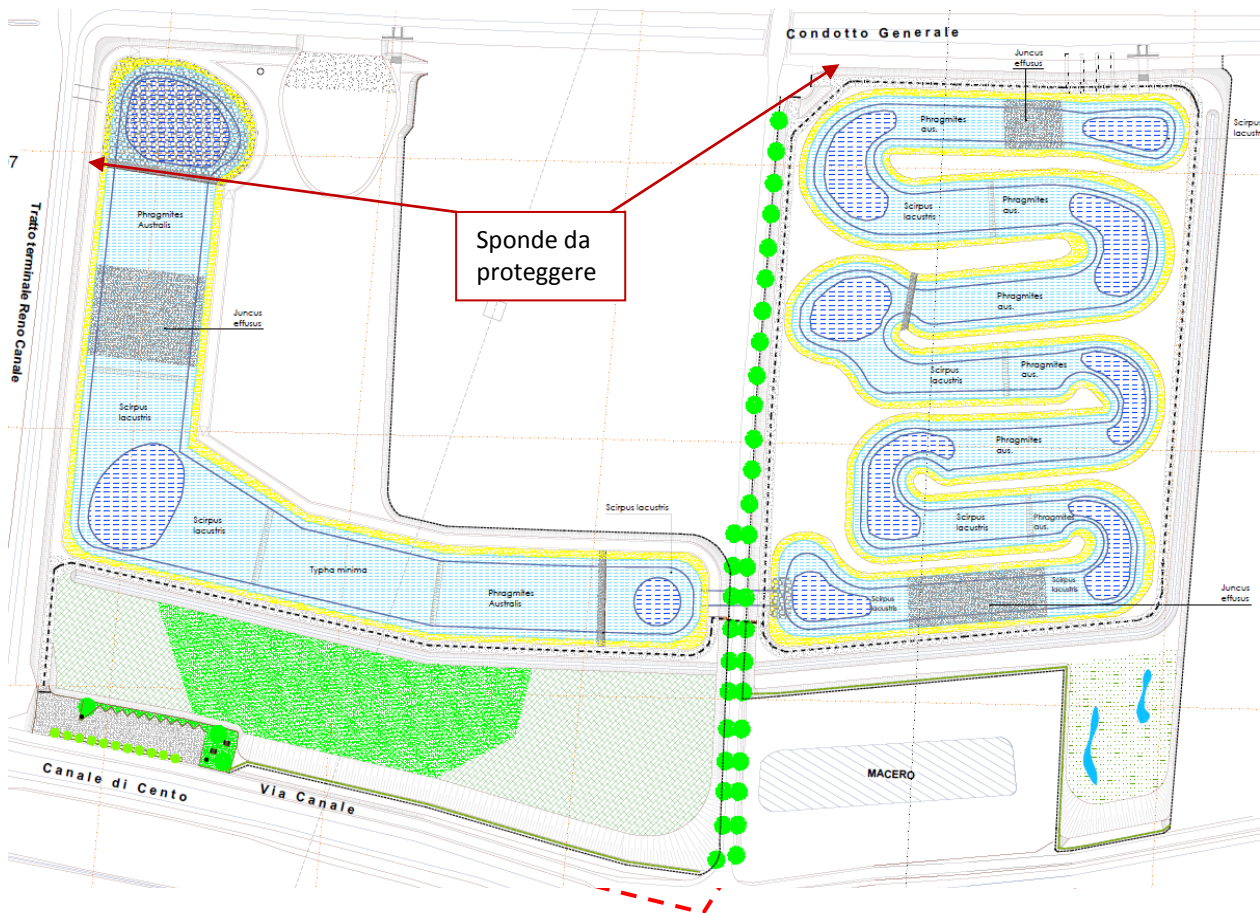 Condotto Generale
Juncus
effusus
Phragmites
aus.
Scirpus
lacustris
7
Phragmites
aus.
Scirpus
lacustris
Phragmites
Australis
Tratto terminale Reno Canale
Sponde da
proteggere
Phragmites
aus.
Juncus
effusus
Scirpus
lacustris
Phragmites
aus.
Scirpus
lacustris
Phragmites
aus.
Scirpus lacustris
Scirpus
lacustris
Scirpus
lacustris
Phragmites
aus.
Typha minima
Phragmites
Australis
Scirpus
lacustris
Scirpus
lacustris
Juncus
effusus
MACERO
Canale di Cento
Via Canale